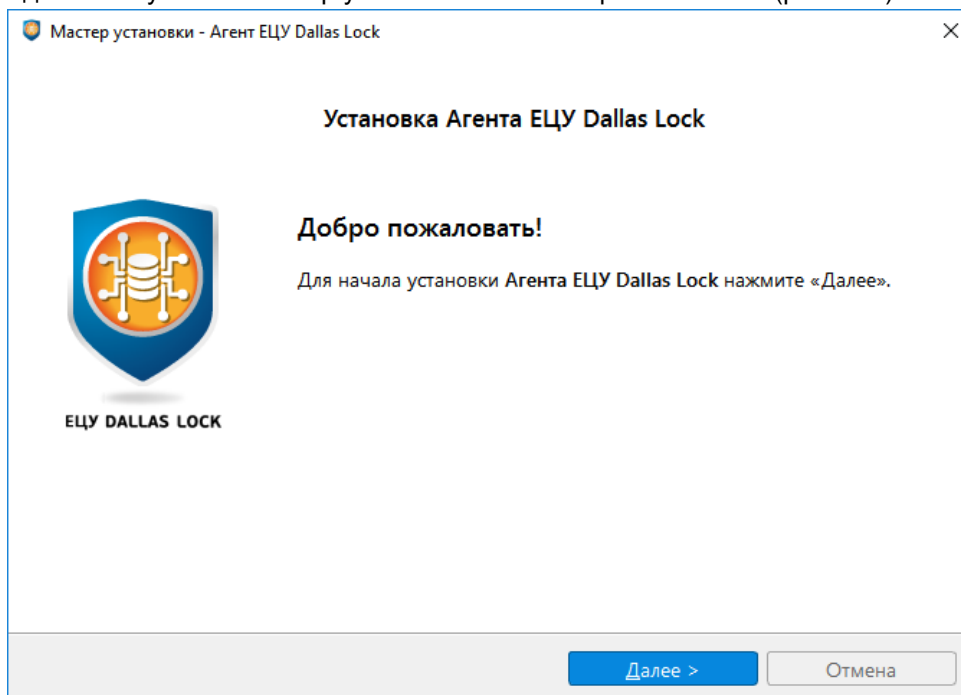 Мастер установки - Агент ЕЦУ Dallas Lock
Установка Агента ЕЦУ Dallas Lock
Добро пожаловать!
Для начала установки Агента ЕЦУ Dallas Lock нажмите «Далее».
ЕЦУ DALLAS LOCK
Далее >
Отмена